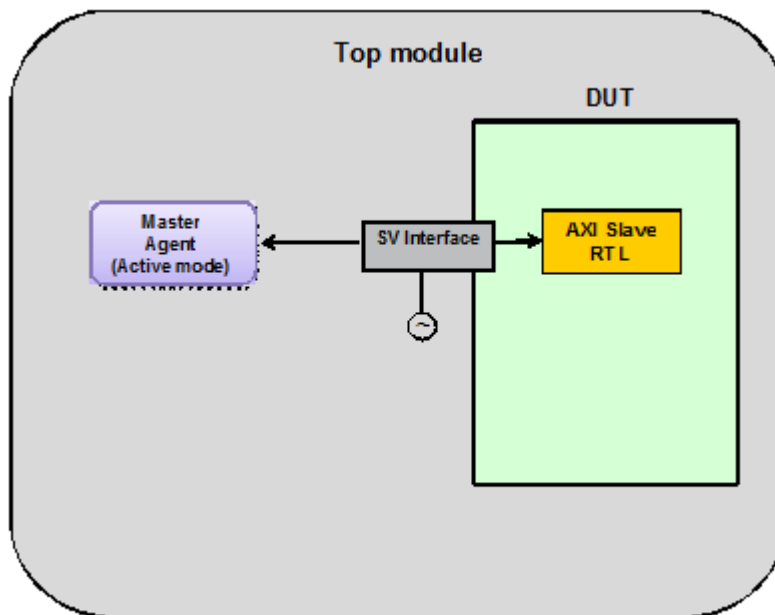 Top module
DUT
Master
Agent
(Active mode)
SV Interface
AXI Slave
RTL
~